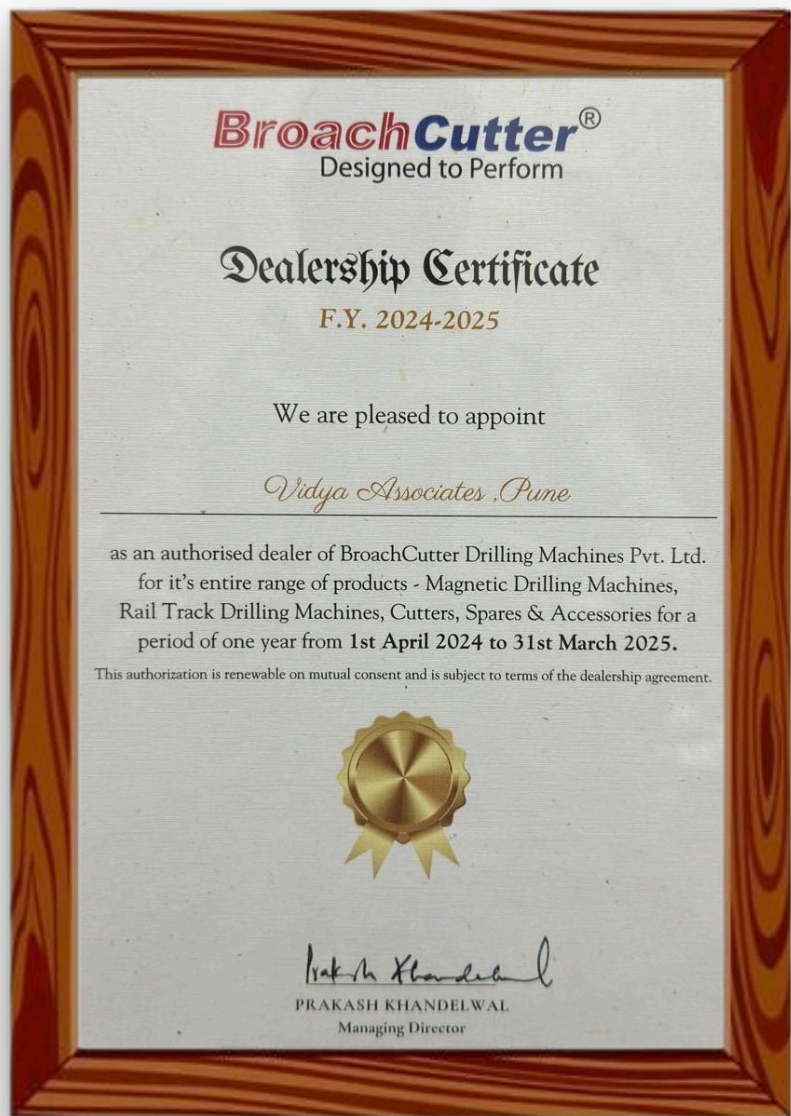 BroachCutter®
Designed to Perform
Dealership Certificate
F.Y. 2024-2025
We are pleased to appoint
Vidya Associates ,Pune
as an authorised dealer of BroachCutter Drilling Machines Pvt. Ltd.
for it's entire range of products - Magnetic Drilling Machines,
Rail Track Drilling Machines, Cutters, Spares & Accessories for a
period of one year from 1st April 2024 to 31st March 2025.
This authorization is renewable on mutual consent and is subject to terms of the dealership agreement.
Prakash Khandelwal
PRAKASH KHANDELWAL
Managing Director